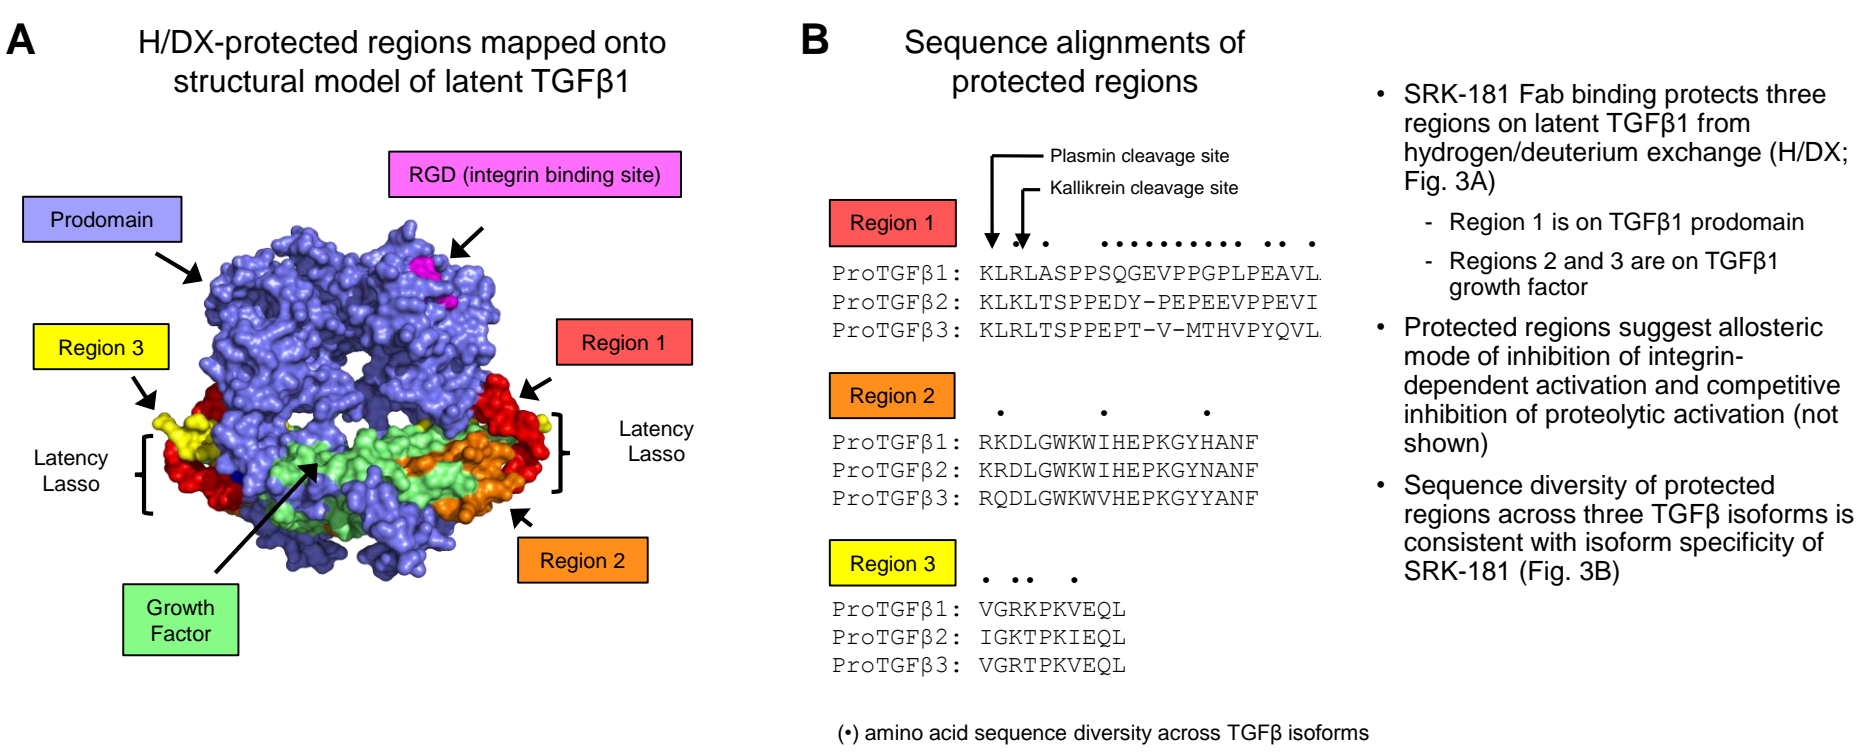 A
H/DX-protected regions mapped onto
structural model of latent TGFβ1
RGD (integrin binding site)
Prodomain
Region 3
Region 1
Latency
Lasso
Latency
Lasso
Region 2
Growth
Factor
B
Sequence alignments of
protected regions
Plasmin cleavage site
Kallikrein cleavage site
Region 1
ProTGFβ1: KLRLASPPSQGEVPPGPLPEAVL
ProTGFβ2: KLKLTSPPEDY-PEPEEVPPEVI
ProTGFβ3: KLRLTSPPEPT-V-MTHVPYQVL
Region 2
ProTGFβ1: RKDLGWKWIHEPKGYHANF
ProTGFβ2: KRDLGWKWIHEPKGYNANF
ProTGFβ3: RQDLGWKWVHEPKGYYANF
Region 3
ProTGFβ1: VGRKPKVEQL
ProTGFβ2: IGKTPKIEQL
ProTGFβ3: VGRTPKVEQL
(•) amino acid sequence diversity across TGFβ isoforms
• SRK-181 Fab binding protects three
regions on latent TGFβ1 from
hydrogen/deuterium exchange (H/DX;
Fig. 3A)
- Region 1 is on TGFβ1 prodomain
- Regions 2 and 3 are on TGFβ1
growth factor
• Protected regions suggest allosteric
mode of inhibition of integrin-
dependent activation and competitive
inhibition of proteolytic activation (not
shown)
• Sequence diversity of protected
regions across three TGFβ isoforms is
consistent with isoform specificity of
SRK-181 (Fig. 3B)